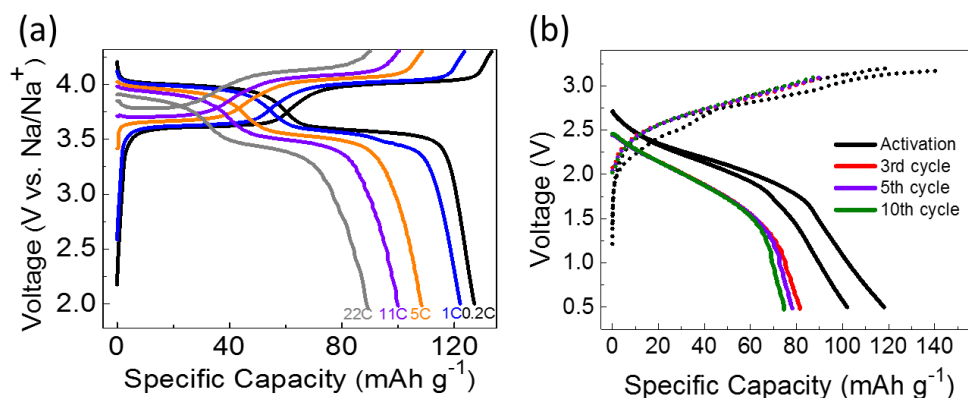 (a)
Voltage (V vs. Na/Na⁺)
4.0
3.5
3.0
2.5
2.0
22C
11C
5C
1C
0.2C
0
40
80
120
Specific Capacity (mAh g⁻¹)
(b)
Voltage (V)
3.0
2.5
2.0
1.5
1.0
0.5
Activation
3rd cycle
5th cycle
10th cycle
0 20 40 60 80 100 120 140
Specific Capacity (mAh g⁻¹)